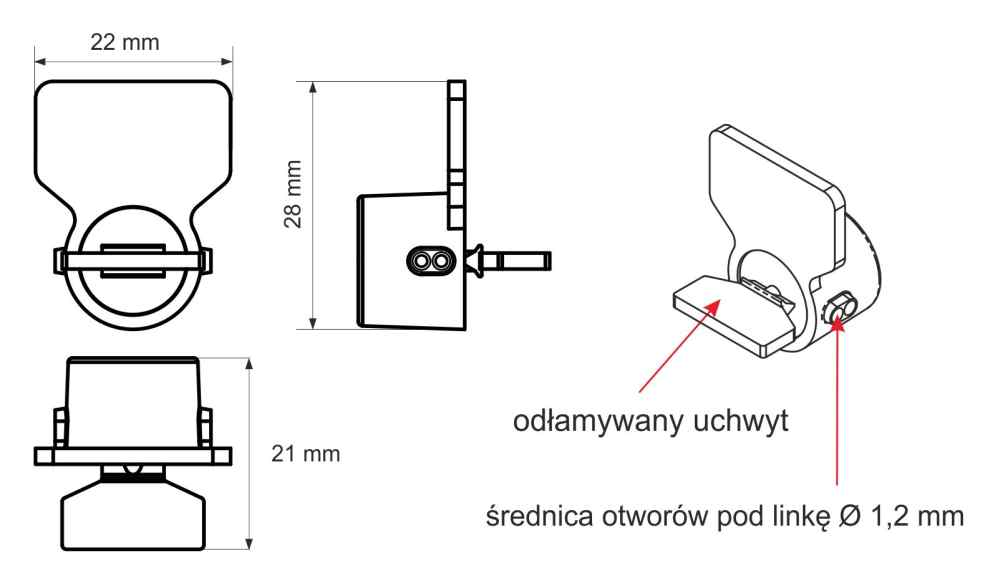 22 mm
28 mm
21 mm
odłamywany uchwyt
średnica otworów pod linkę Ø 1,2 mm